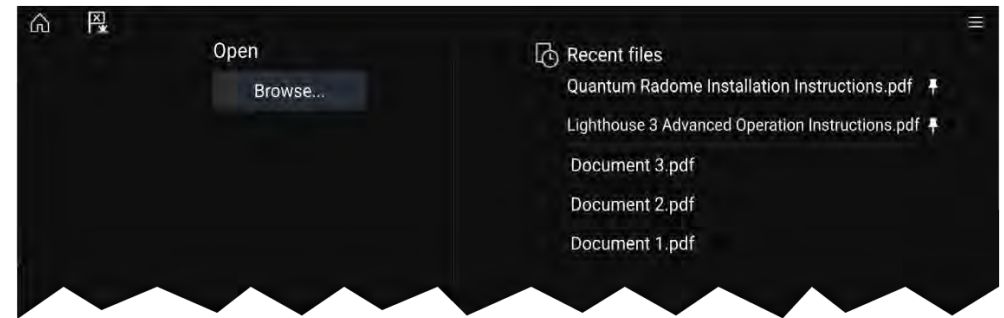 Open
Browse...
Recent files
Quantum Radome Installation Instructions.pdf
Lighthouse 3 Advanced Operation Instructions.pdf
Document 3.pdf
Document 2.pdf
Document 1.pdf